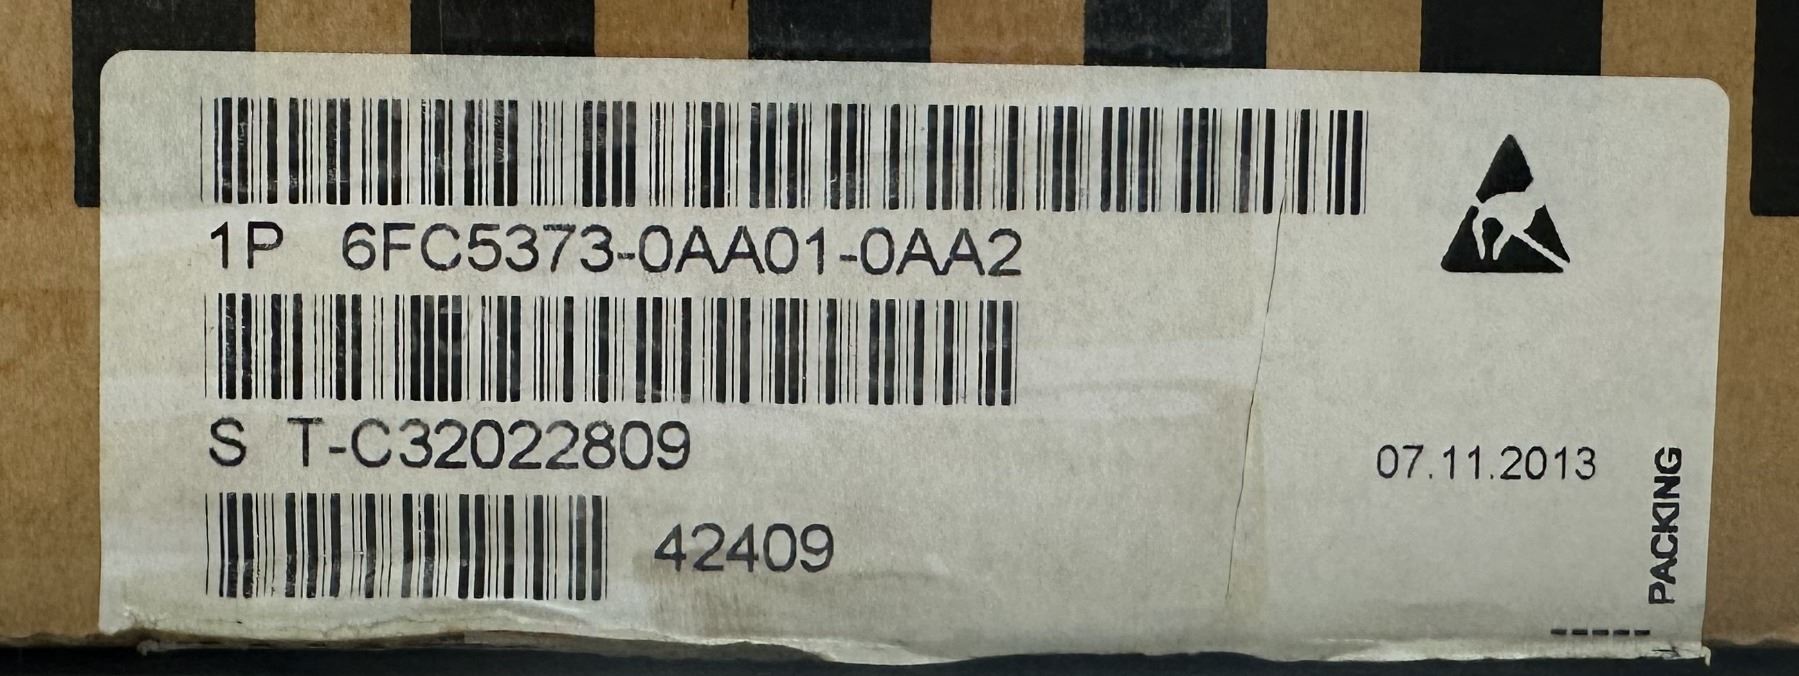 1P 6FC5373-0AA01-0AA2
S T-C32022809
42409
07.11.2013
PACKING
-----